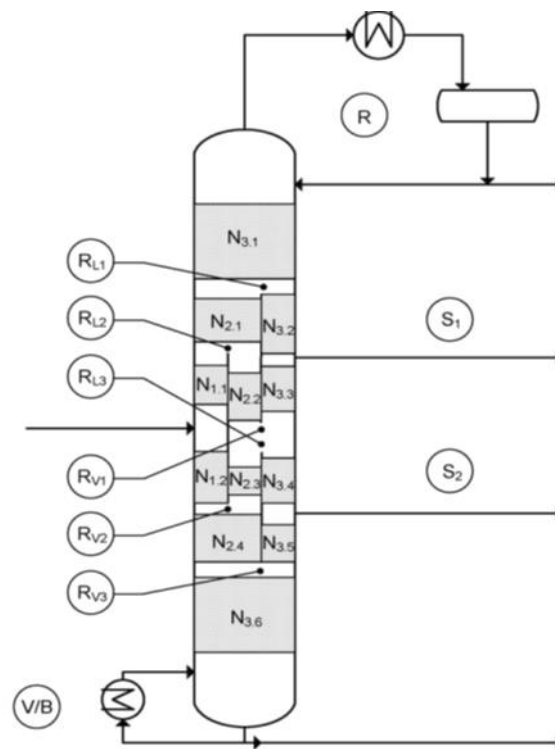 R
N3.1
RL1
RL2
N2.1
N3.2
S1
RL3
N1.1
N2.2
N3.3
RV1
N1.2
N2.3
N3.4
S2
RV2
N2.4
N3.5
RV3
N3.6
V/B